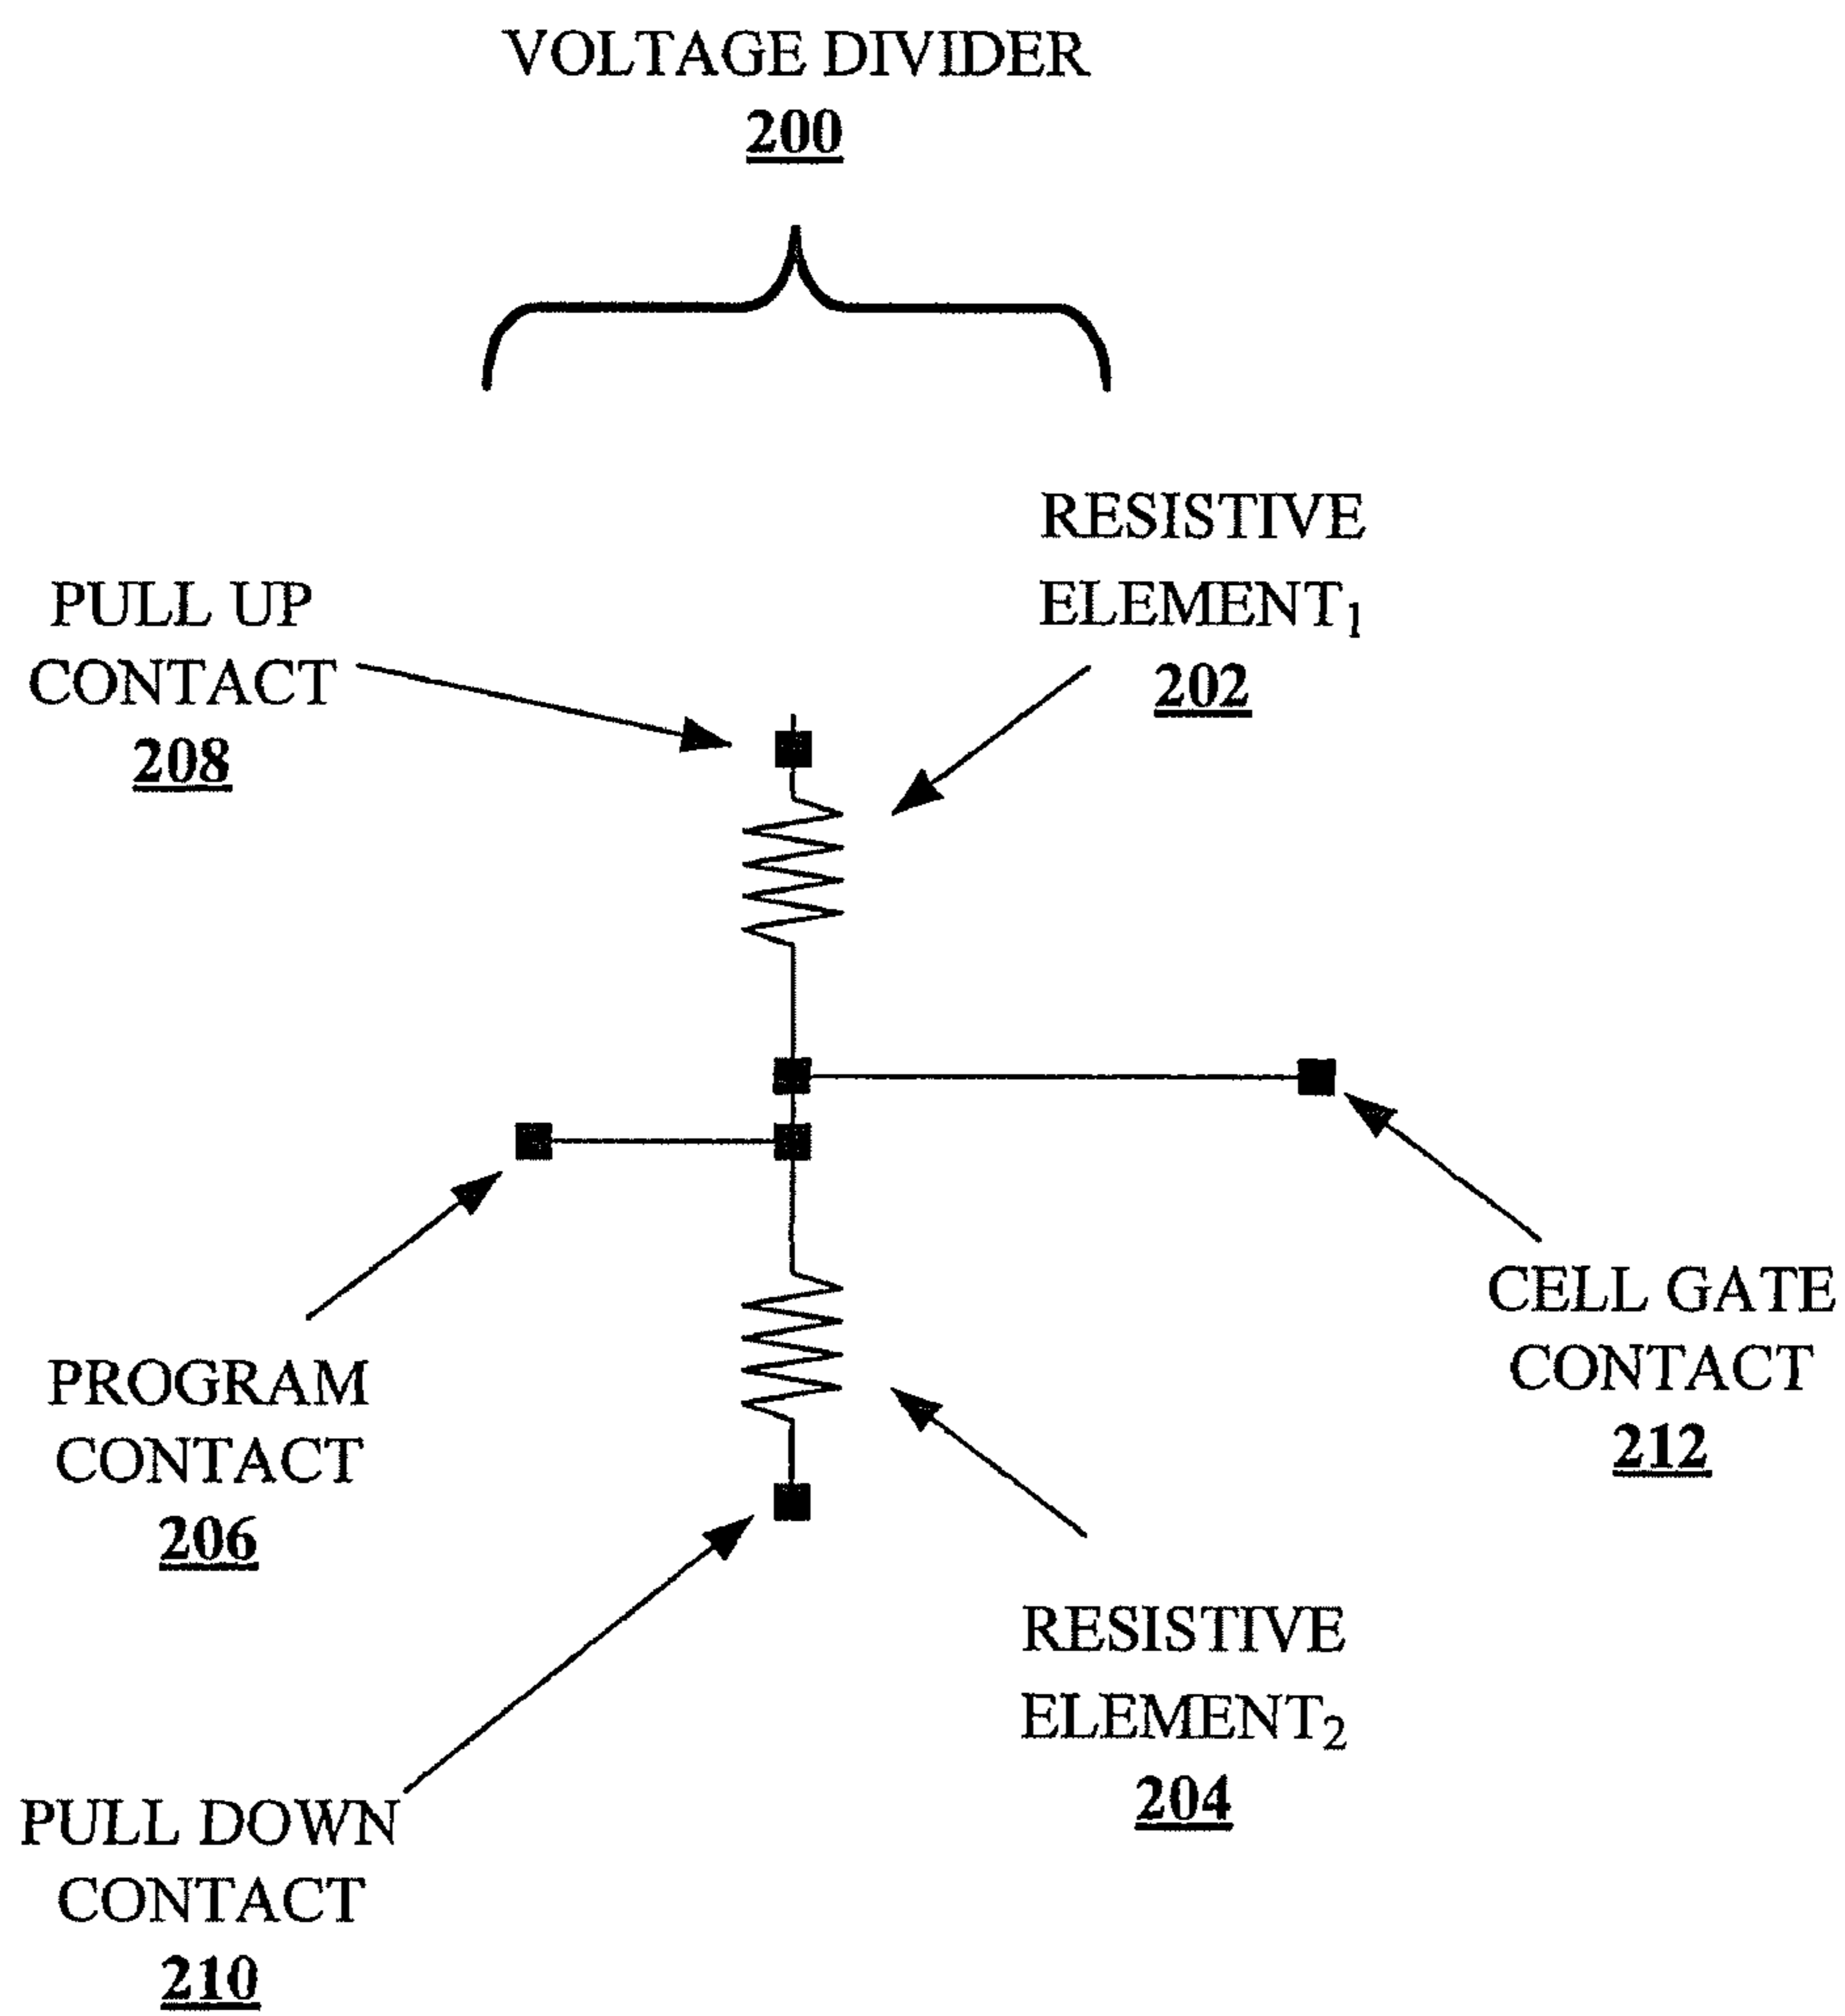 VOLTAGE DIVIDER
200
RESISTIVE
ELEMENT₁
202
PULL UP
CONTACT
208
CELL GATE
CONTACT
212
PROGRAM
CONTACT
206
RESISTIVE
ELEMENT₂
204
PULL DOWN
CONTACT
210